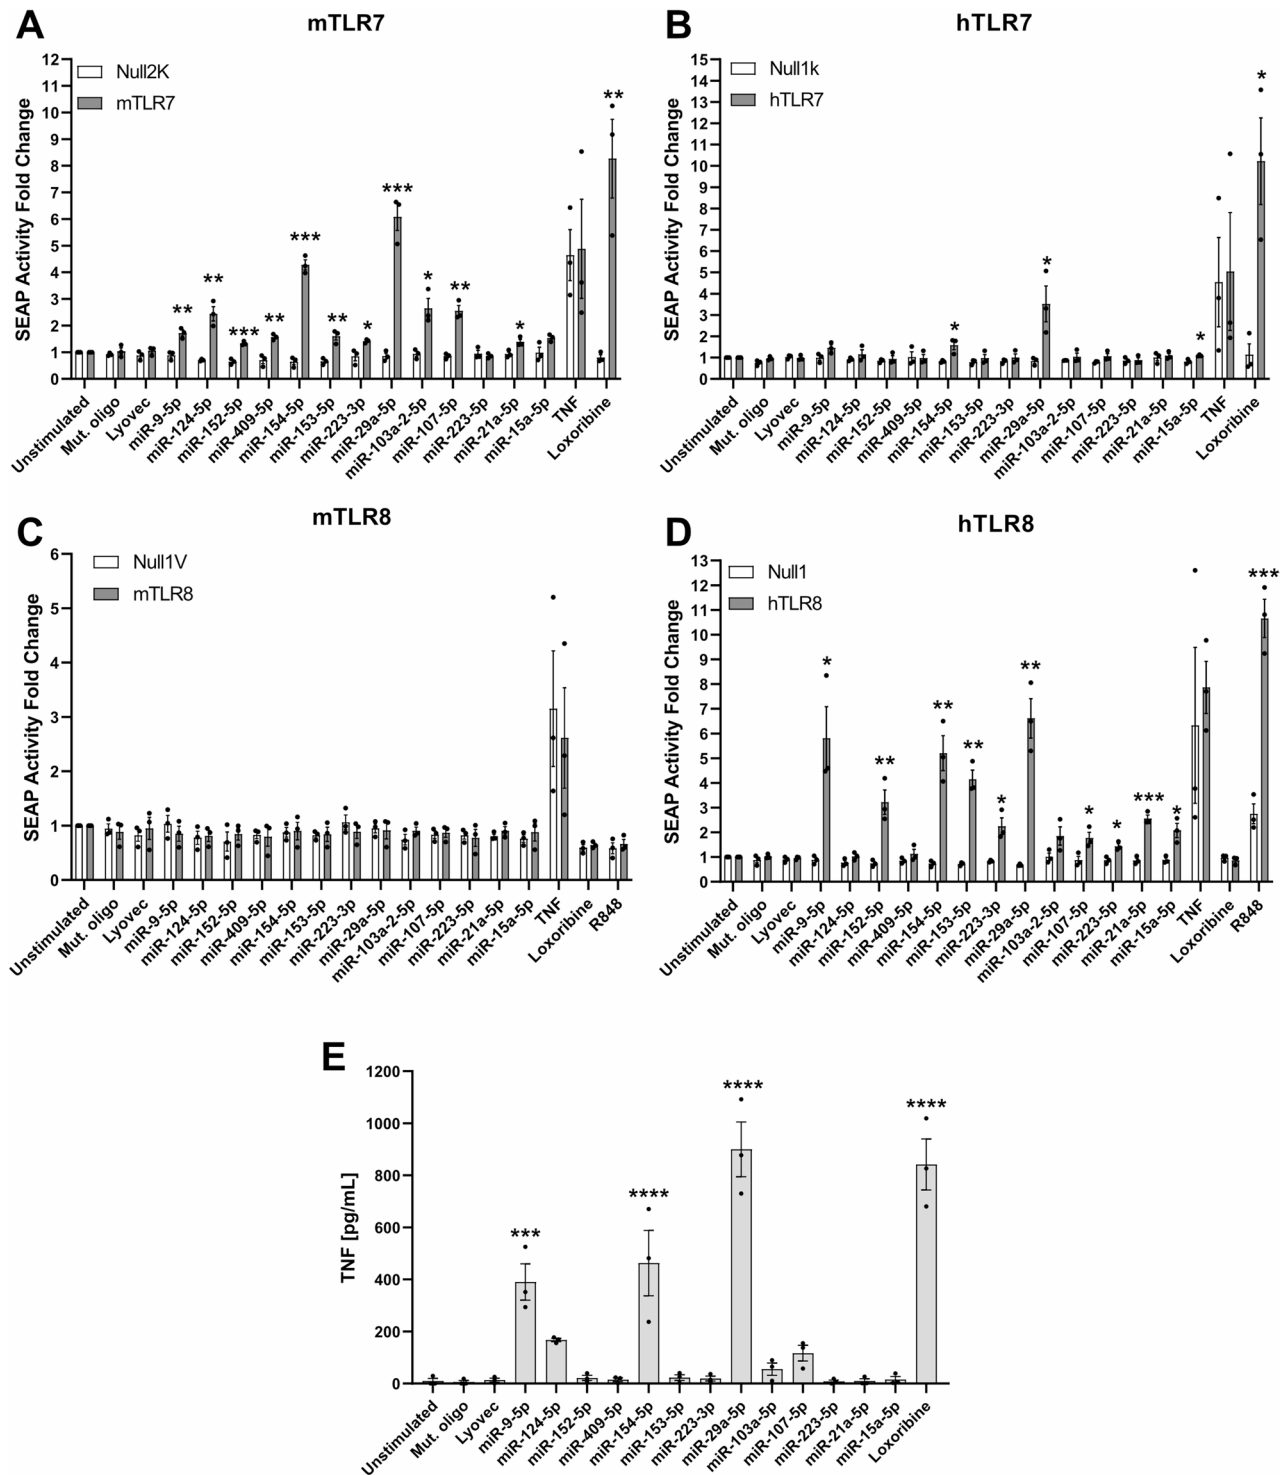 A
mTLR7
SEAP Activity Fold Change
12
11
10
9
8
7
6
5
4
3
2
1
0
Null2K
mTLR7
**
**
***
**
***
**
*
***
*
**
*
**
Unstimulated
Mut. oligo
Lyovec
miR-9-5p
miR-124-5p
miR-152-5p
miR-409-5p
miR-154-5p
miR-153-5p
miR-223-3p
miR-29a-5p
miR-103a-2-5p
miR-107-5p
miR-223-5p
miR-21a-5p
miR-15a-5p
TNF
Loxoribine
B
hTLR7
SEAP Activity Fold Change
15
14
13
12
11
10
9
8
7
6
5
4
3
2
1
0
Null1k
hTLR7
*
*
*
*
Unstimulated
Mut. oligo
Lyovec
miR-9-5p
miR-124-5p
miR-152-5p
miR-409-5p
miR-154-5p
miR-153-5p
miR-223-3p
miR-29a-5p
miR-103a-2-5p
miR-107-5p
miR-223-5p
miR-21a-5p
miR-15a-5p
TNF
Loxoribine
C
mTLR8
SEAP Activity Fold Change
6
5
4
3
2
1
0
Null1V
mTLR8
Unstimulated
Mut. oligo
Lyovec
miR-9-5p
miR-124-5p
miR-152-5p
miR-409-5p
miR-154-5p
miR-153-5p
miR-223-3p
miR-29a-5p
miR-103a-2-5p
miR-107-5p
miR-223-5p
miR-21a-5p
miR-15a-5p
TNF
Loxoribine
R848
D
hTLR8
SEAP Activity Fold Change
13
12
11
10
9
8
7
6
5
4
3
2
1
0
Null1
hTLR8
*
**
**
**
*
**
*
*
***
*
***
Unstimulated
Mut. oligo
Lyovec
miR-9-5p
miR-124-5p
miR-152-5p
miR-409-5p
miR-154-5p
miR-153-5p
miR-223-3p
miR-29a-5p
miR-103a-2-5p
miR-107-5p
miR-223-5p
miR-21a-5p
miR-15a-5p
TNF
Loxoribine
R848
E
TNF [pg/mL]
1200
1000
800
600
400
200
0
***
****
****
****
Unstimulated
Mut. oligo
Lyovec
miR-9-5p
miR-124-5p
miR-152-5p
miR-409-5p
miR-154-5p
miR-153-5p
miR-223-3p
miR-29a-5p
miR-103a-5p
miR-107-5p
miR-223-5p
miR-21a-5p
miR-15a-5p
Loxoribine